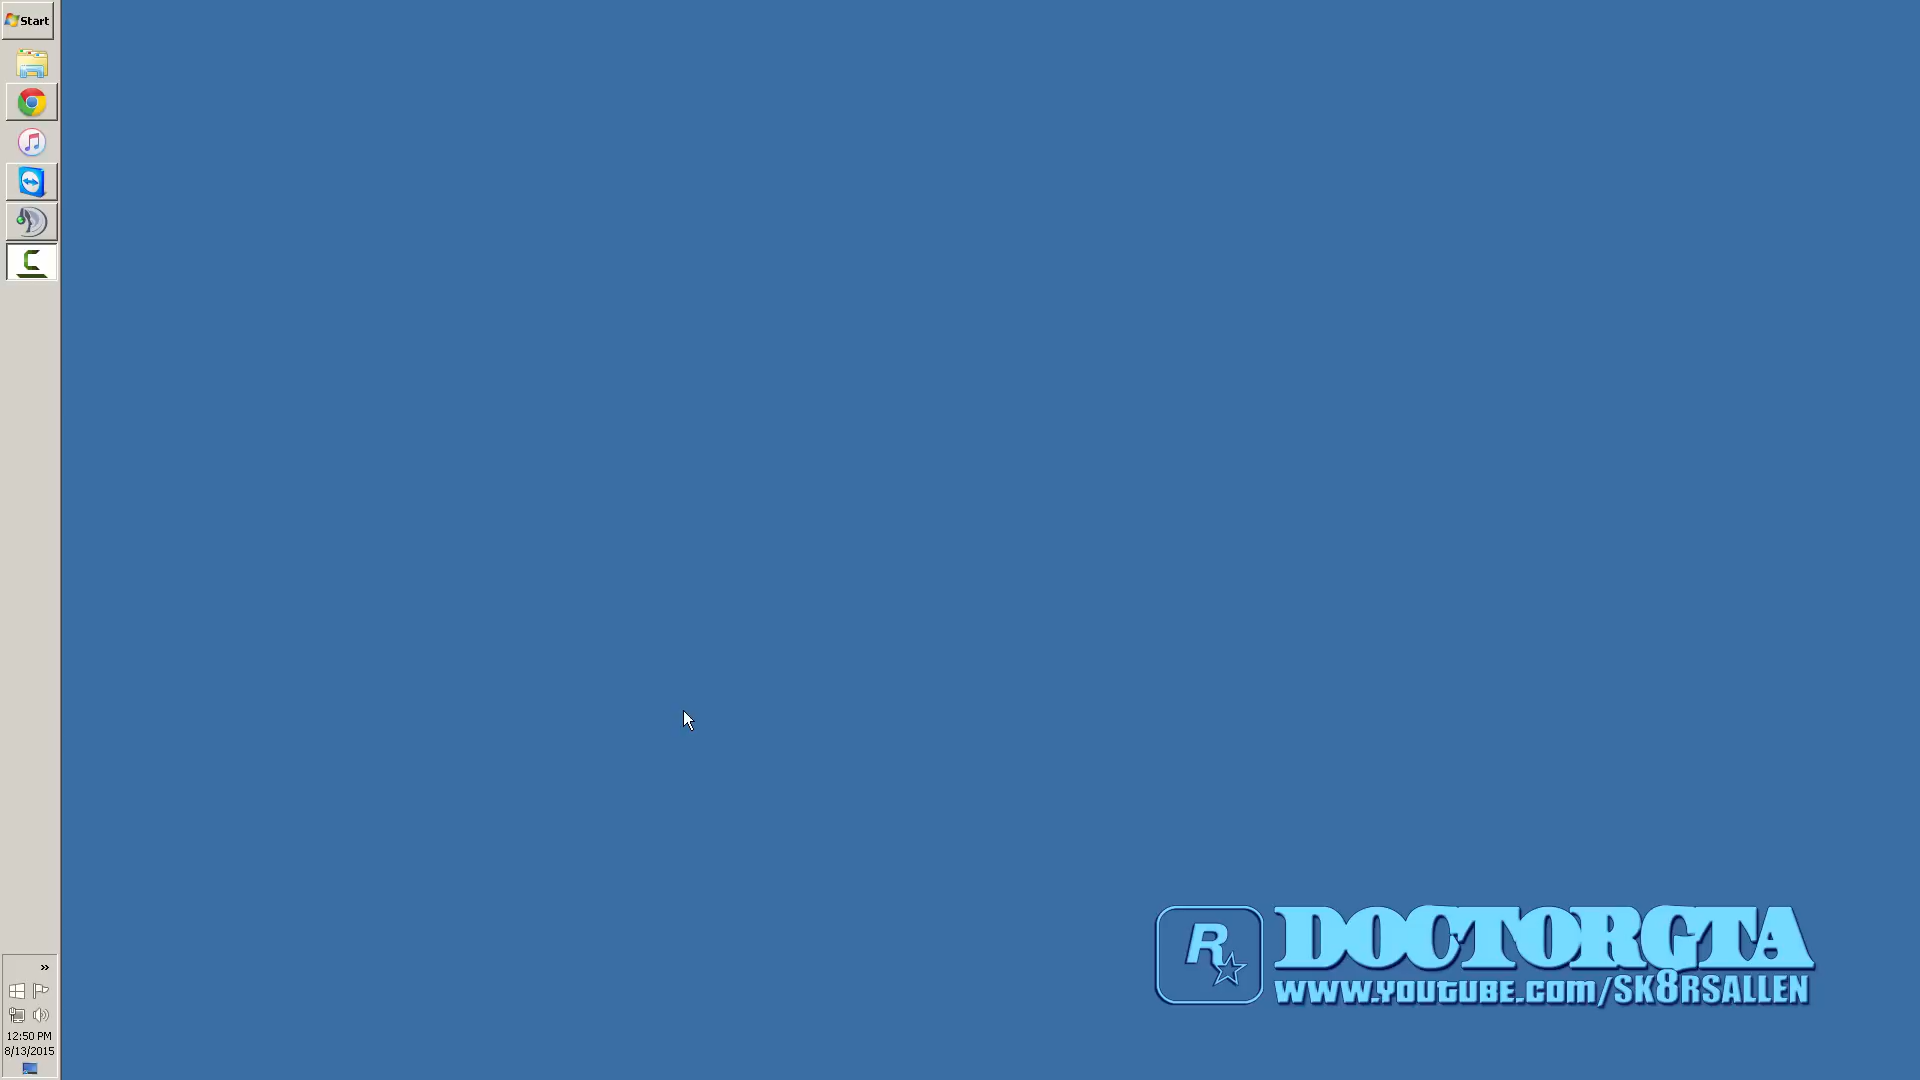 Start
»
12:50 PM
8/13/2015
R
DOCTORGTA
WWW.YOUTUBE.COM/SK8RSALLEN